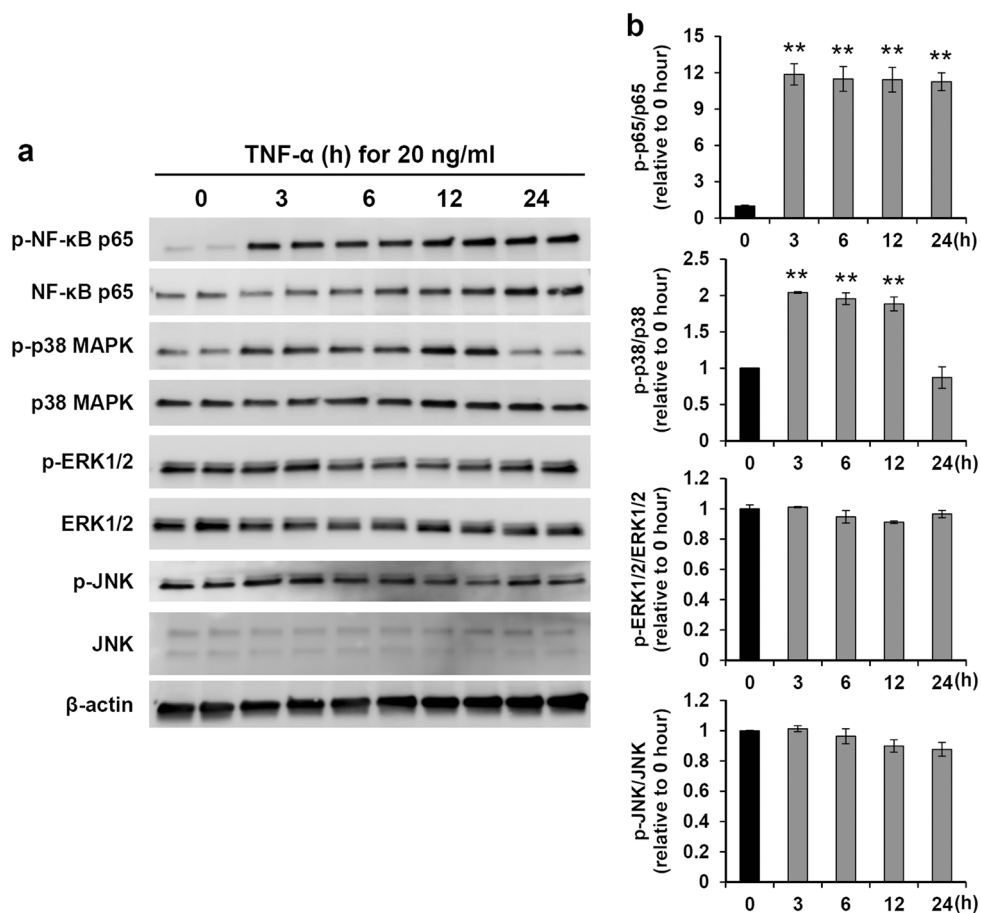 a
TNF-α (h) for 20 ng/ml
0 3 6 12 24
p-NF-κB p65
NF-κB p65
p-p38 MAPK
p38 MAPK
p-ERK1/2
ERK1/2
p-JNK
JNK
β-actin
b
p-p65/p65
(relative to 0 hour)
15
12
9
6
3
0
** ** ** **
0 3 6 12 24(h)
p-p38/p38
(relative to 0 hour)
2.5
2
1.5
1
0.5
0
** ** **
0 3 6 12 24(h)
p-ERK1/2/ERK1/2
(relative to 0 hour)
1.2
1
0.8
0.6
0.4
0.2
0
0 3 6 12 24(h)
p-JNK/JNK
(relative to 0 hour)
1.2
1
0.8
0.6
0.4
0.2
0
0 3 6 12 24(h)